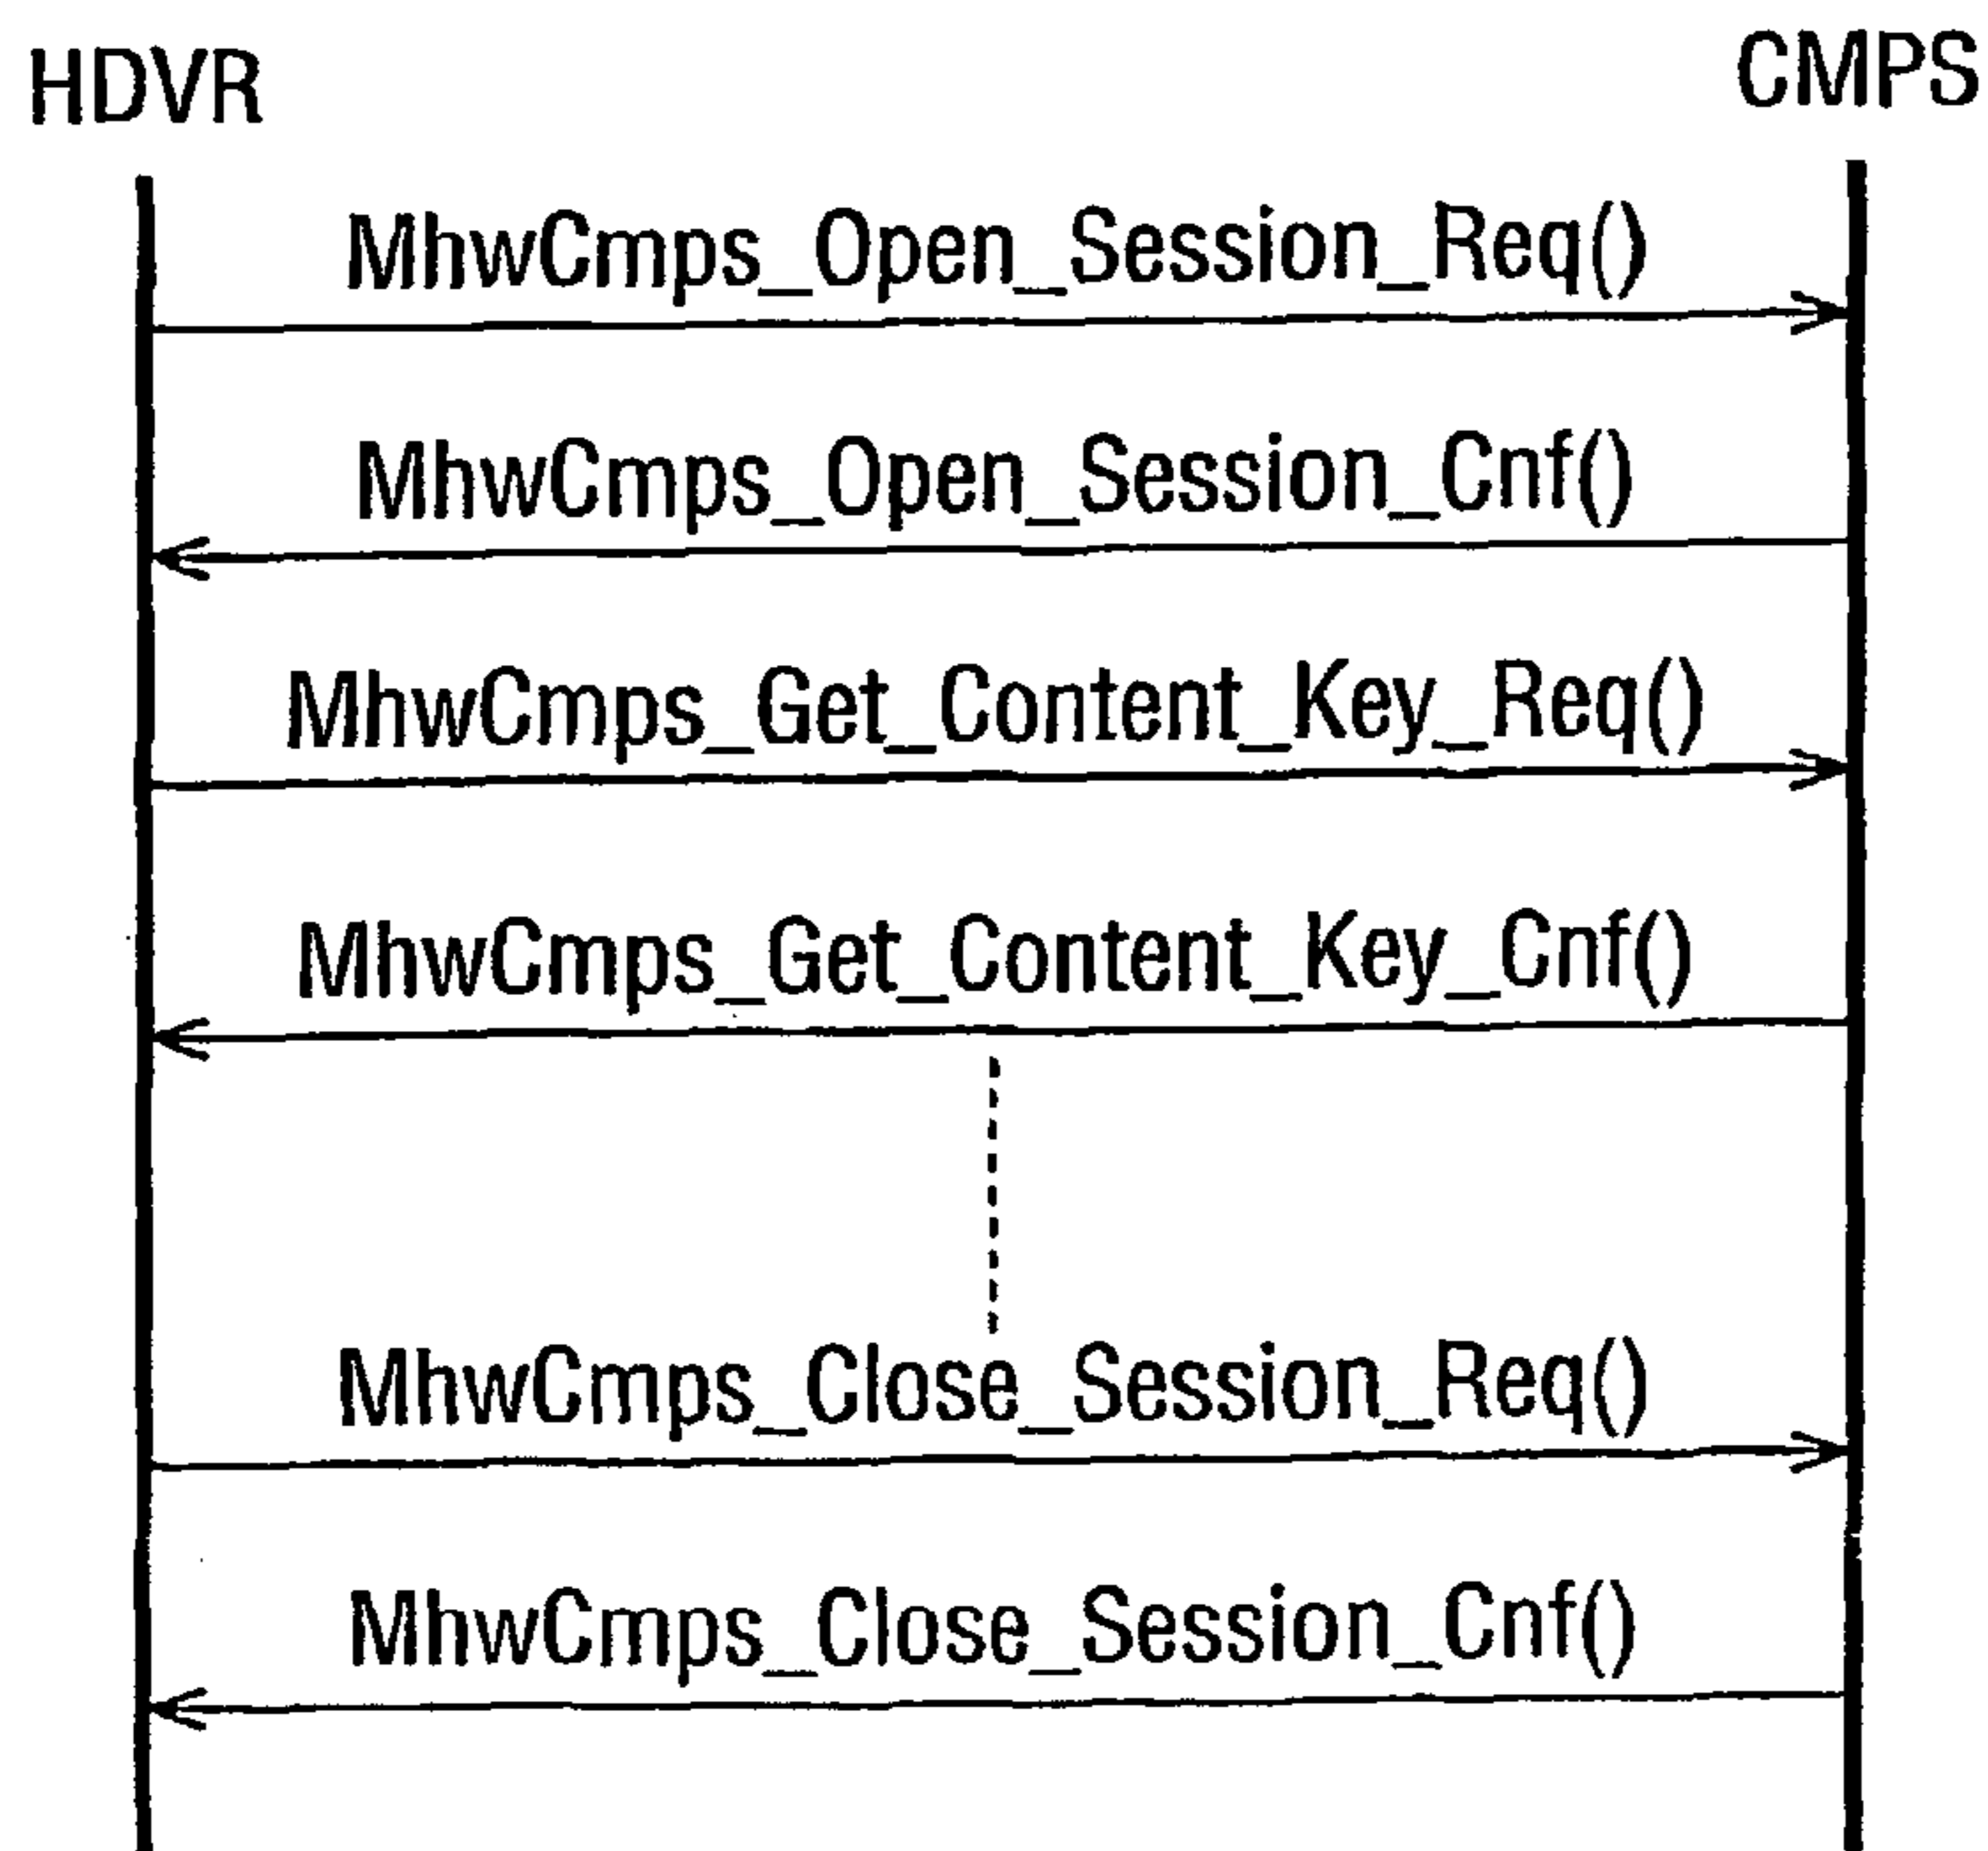 HDVR CMPS
MhwCmps_Open_Session_Req()
MhwCmps_Open_Session_Cnf()
MhwCmps_Get_Content_Key_Req()
MhwCmps_Get_Content_Key_Cnf()
MhwCmps_Close_Session_Req()
MhwCmps_Close_Session_Cnf()